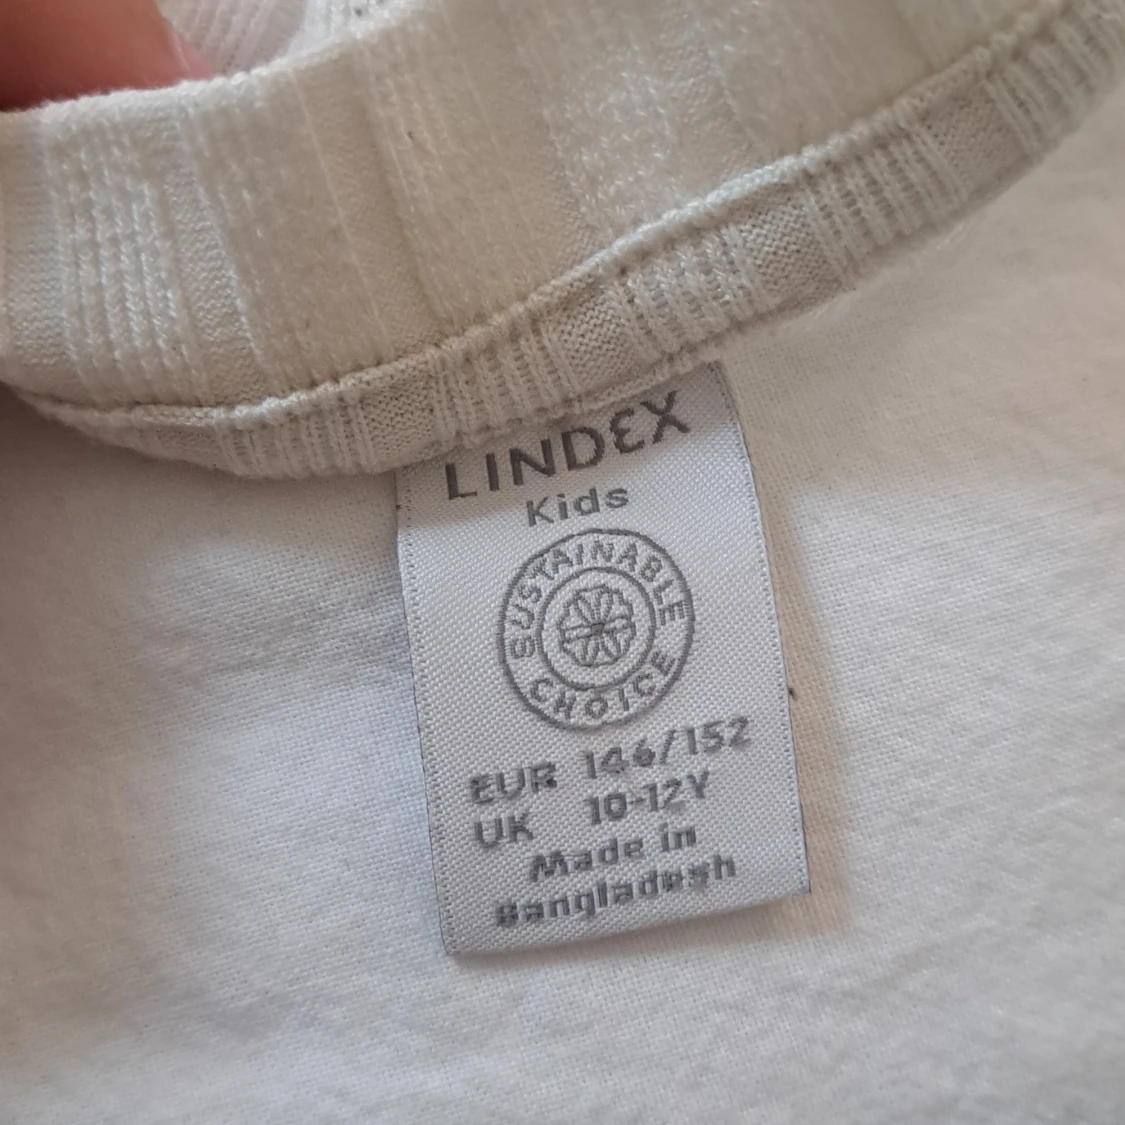 LINDEX
Kids
SUSTAINABLE
CHOICE
EUR 146/152
UK 10-12Y
Made in
Bangladesh